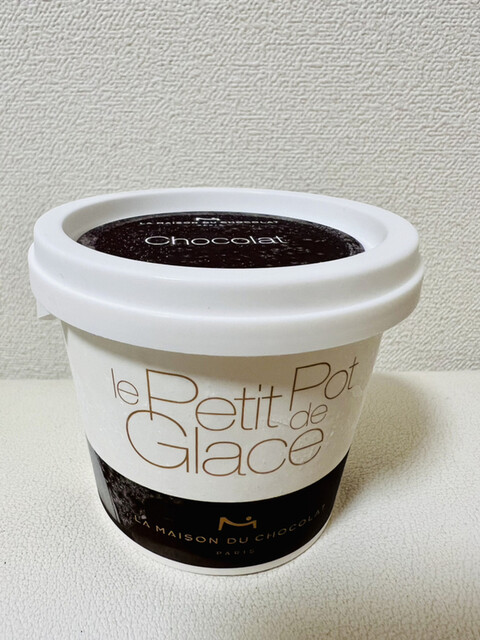 LA MAISON DU CHOCOLAT
Chocolat
le Petit Pot
de
Glace
LA MAISON DU CHOCOLAT
PARIS